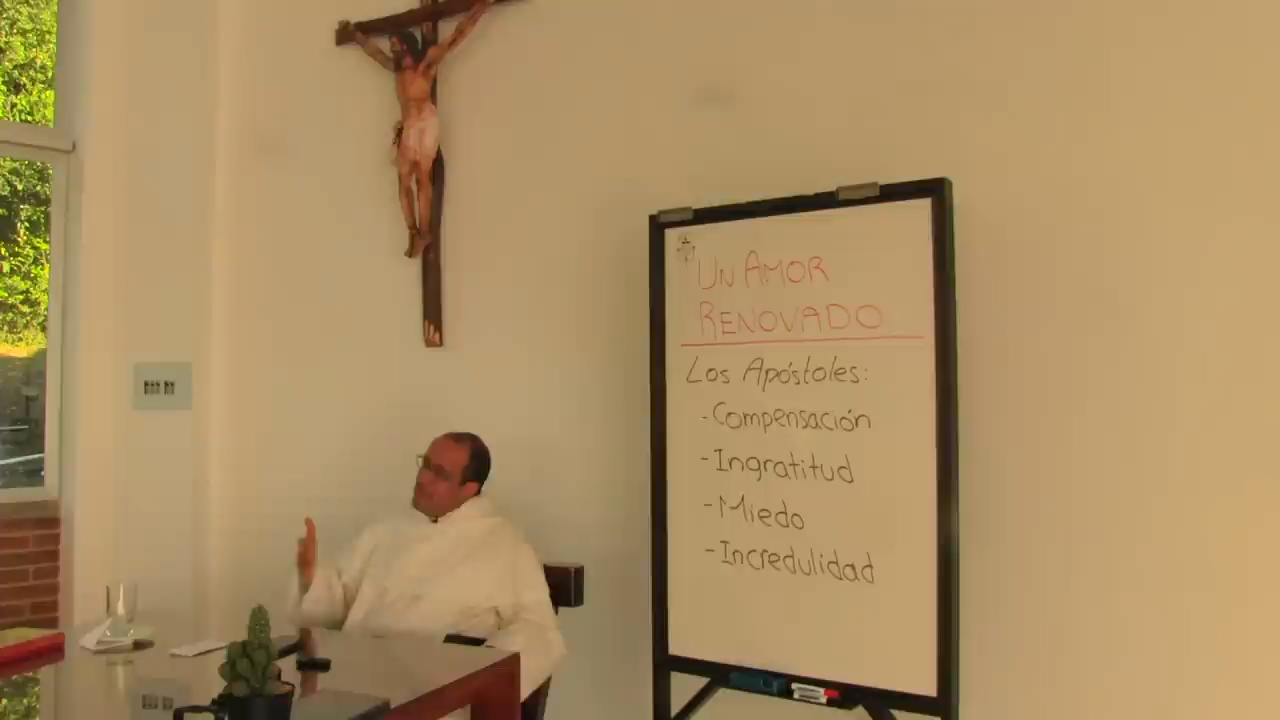 UN AMOR
RENOVADO
Los Apóstoles:
-Compensación
-Ingratitud
-Miedo
-Incredulidad